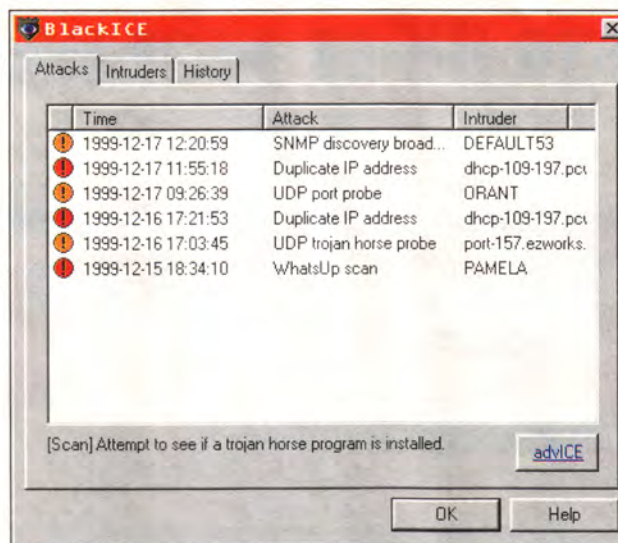 BlackICE
Attacks Intruders History
Time Attack Intruder
1999-12-17 12:20:59 SNMP discovery broad... DEFAULT53
1999-12-17 11:55:18 Duplicate IP address dhcp-109-197.pcu
1999-12-17 09:26:39 UDP port probe ORANT
1999-12-16 17:21:53 Duplicate IP address dhcp-109-197.pcu
1999-12-16 17:03:45 UDP trojan horse probe port-157.ezworks.
1999-12-15 18:34:10 WhatsUp scan PAMELA
[Scan] Attempt to see if a trojan horse program is installed.
advICE
OK Help